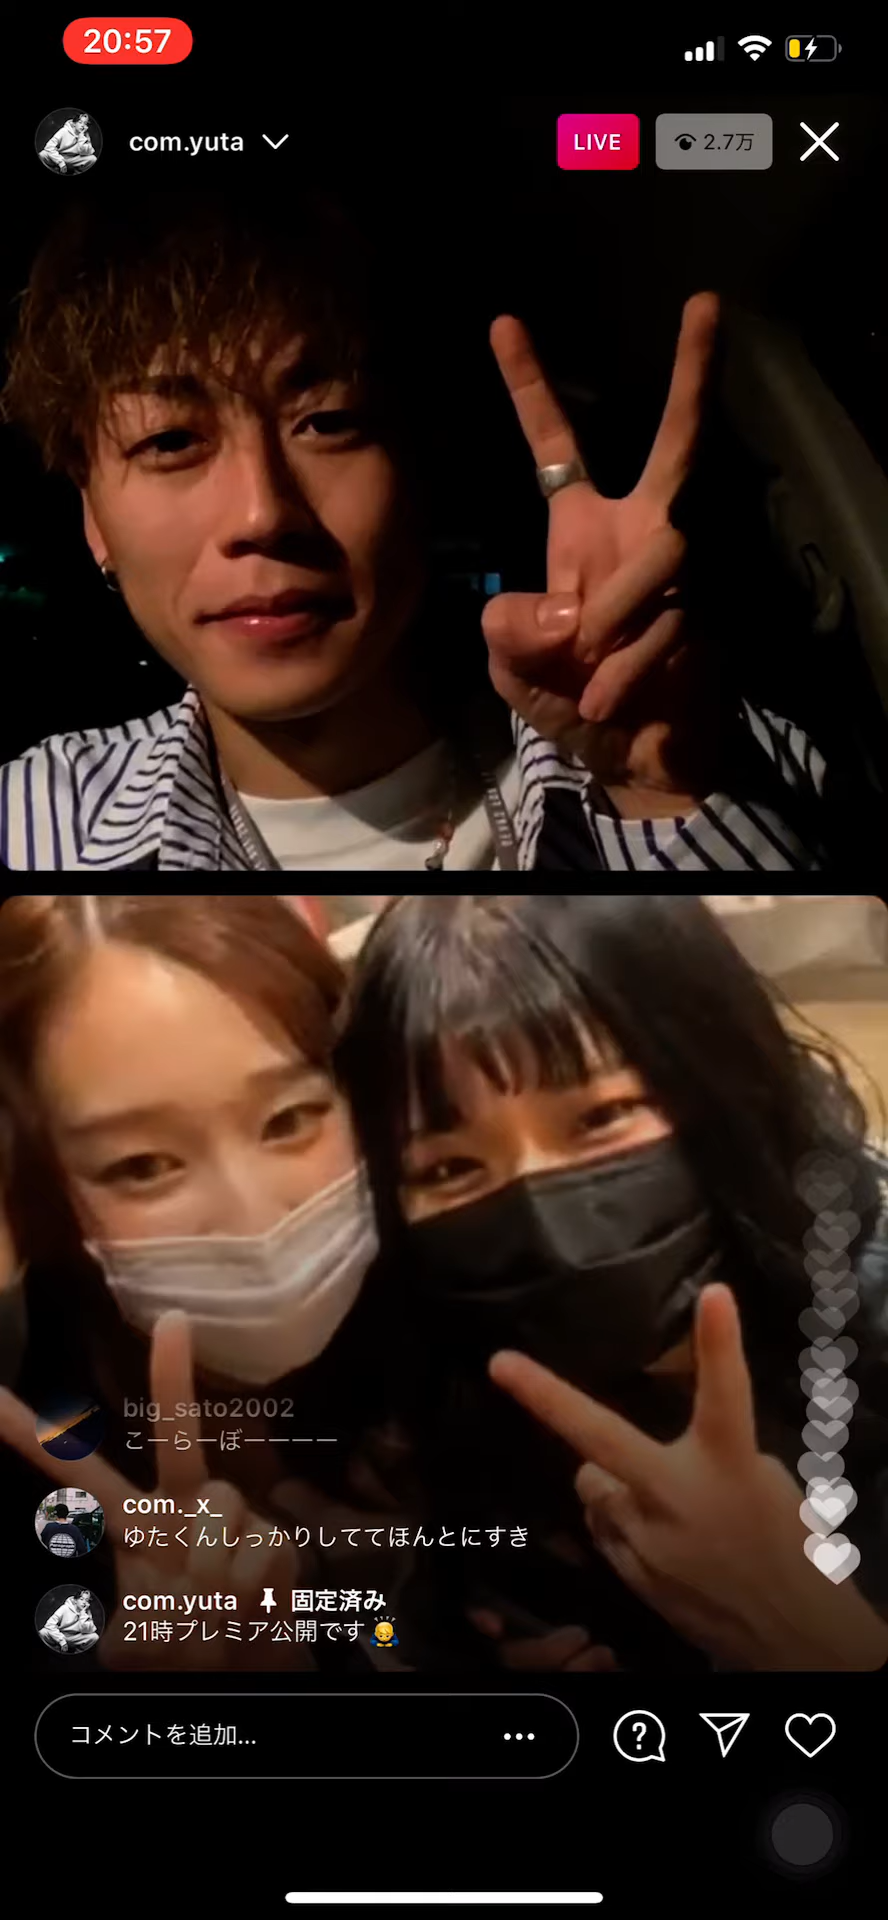 20:57
com.yuta
LIVE
2.7万
big_sato2002
こーらーぼーーーー
com._x_
ゆたくんしっかりしててほんとにすき
com.yuta 固定済み
21時プレミア公開です🙇
コメントを追加...